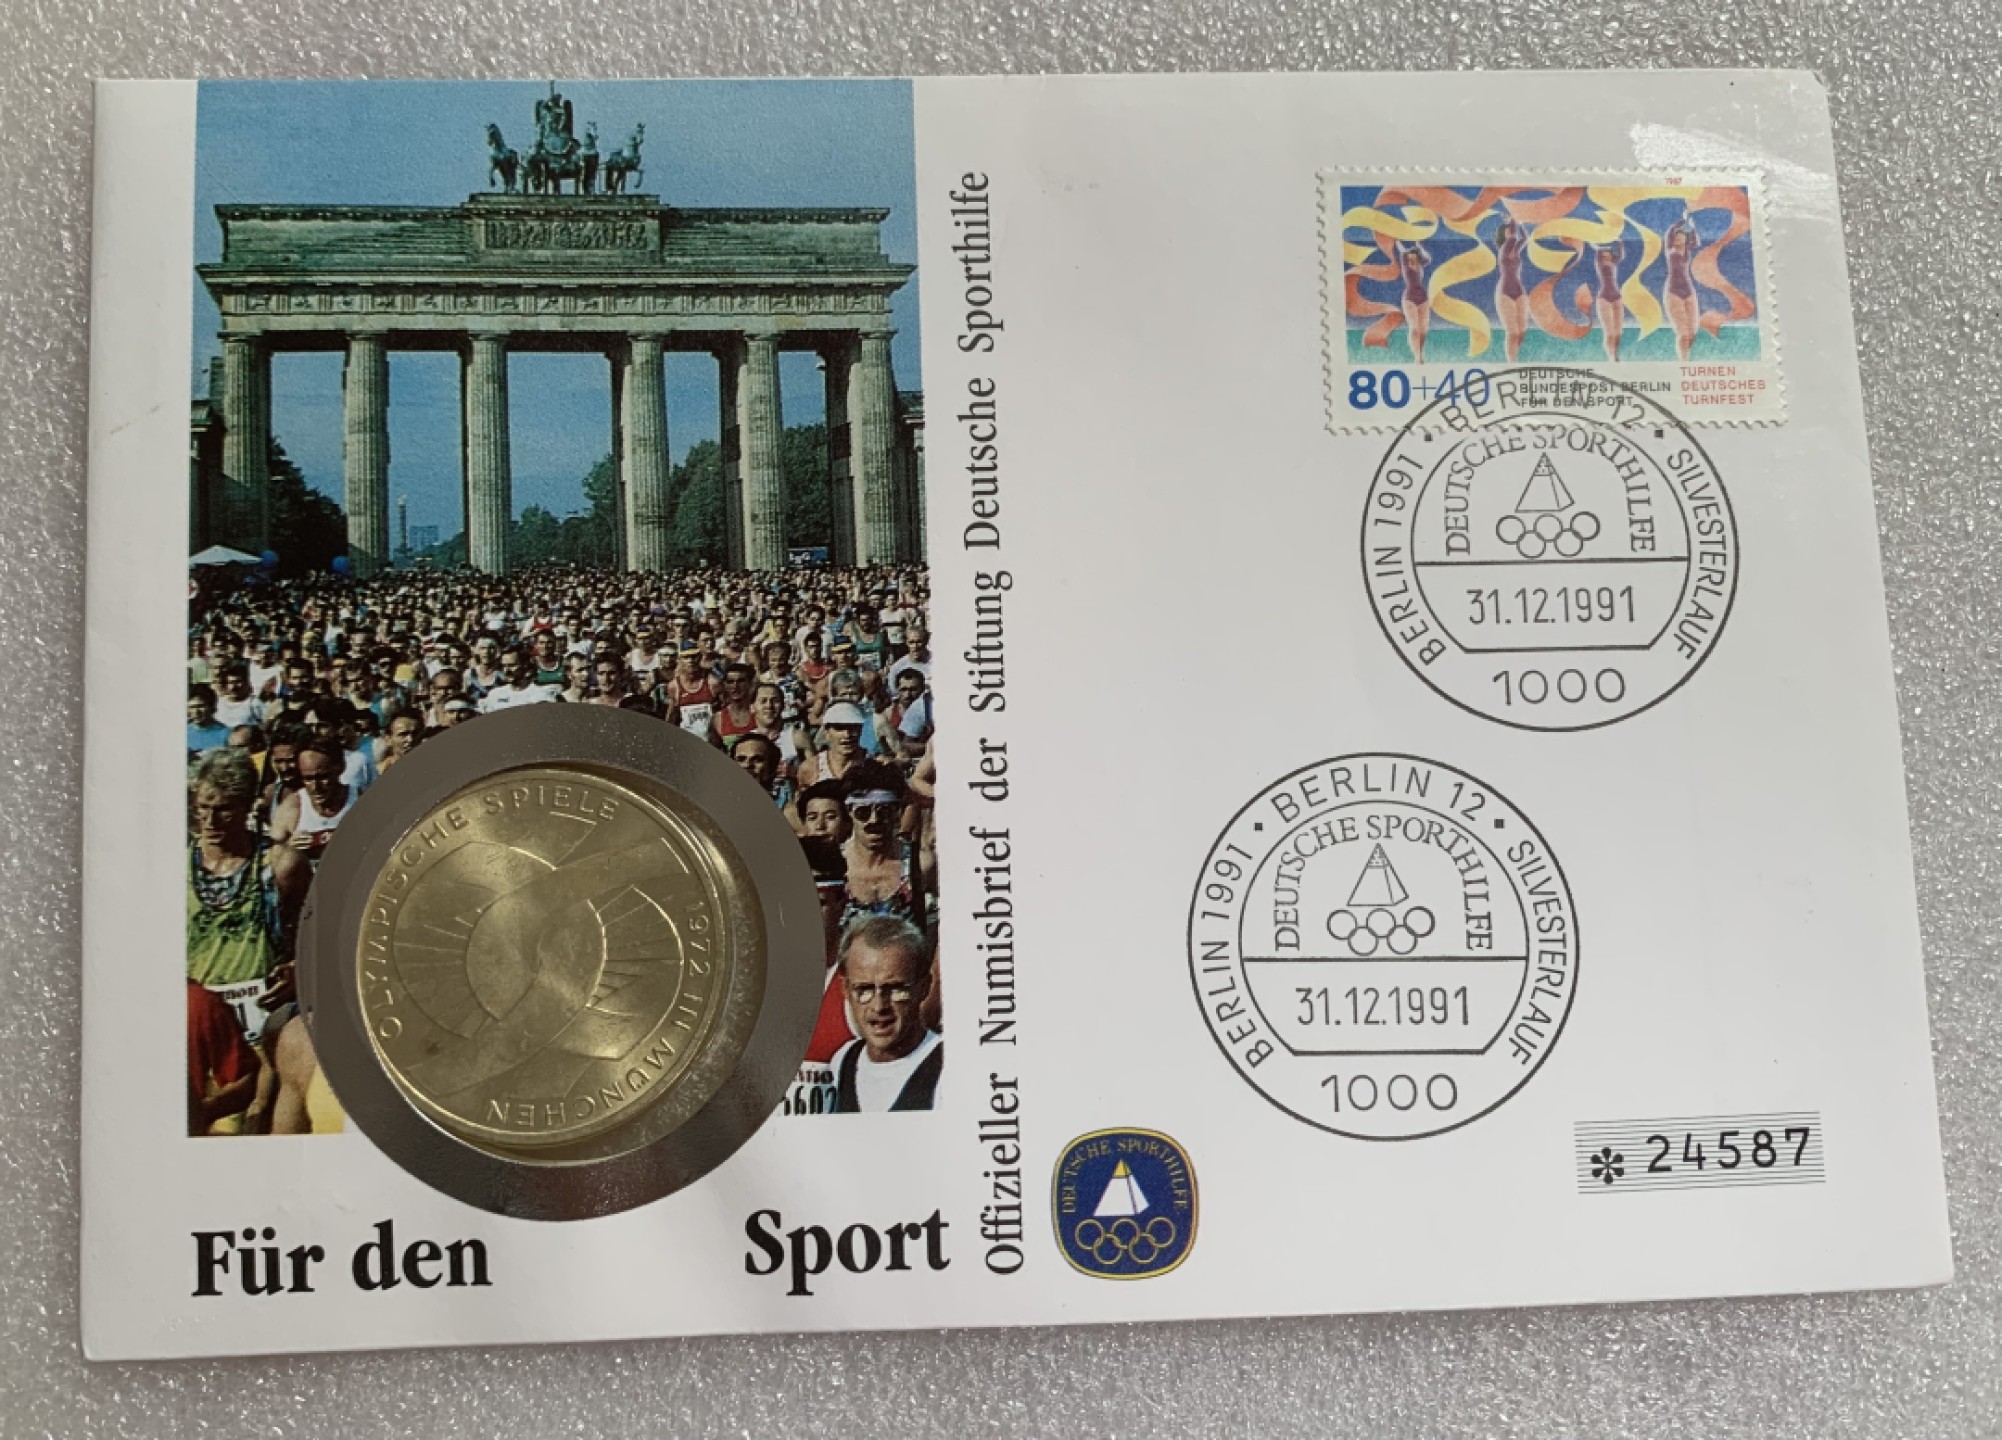 1987
80+40
DEUTSCHE
BUNDESPOST BERLIN
FÜR DEN SPORT
TURNEN
DEUTSCHES
TURNFEST
BERLIN 1991 ▪ BERLIN 12 ▪ SILVESTERLAUF
DEUTSCHE SPORTHILFE
31.12.1991
1000
BERLIN 1991 ▪ BERLIN 12 ▪ SILVESTERLAUF
DEUTSCHE SPORTHILFE
31.12.1991
1000
Offizieller Numisbrief der Stiftung Deutsche Sporthilfe
OLYMPISCHE SPIELE 1972 IN MÜNCHEN
DEUTSCHE SPORTHILFE
* 24587
Für den Sport